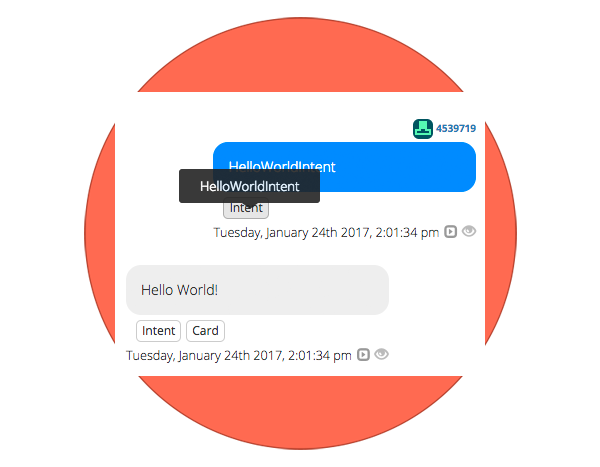 4539719
HelloWorldIntent
HelloWorldIntent
Intent
Tuesday, January 24th 2017, 2:01:34 pm
Hello World!
Intent Card
Tuesday, January 24th 2017, 2:01:34 pm